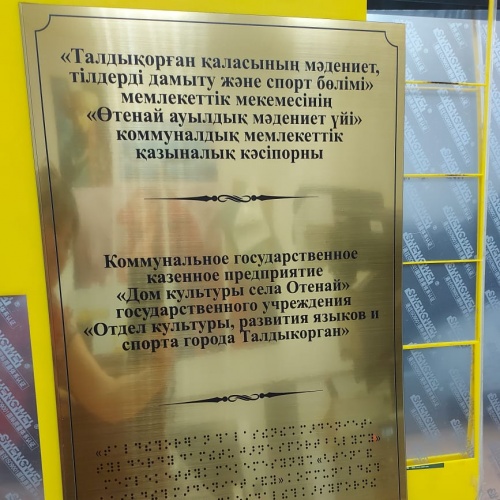 «Талдықорған қаласының мәдениет,
тілдерді дамыту және спорт бөлімі»
мемлекеттік мекемесінің
«Өтенай ауылдық мәдениет үйі»
коммуналдық мемлекеттік
қазыналық кәсіпорны
Коммунальное государственное
казенное предприятие
«Дом культуры села Отенай»
государственного учреждения
«Отдел культуры, развития языков и
спорта города Талдыкорган»